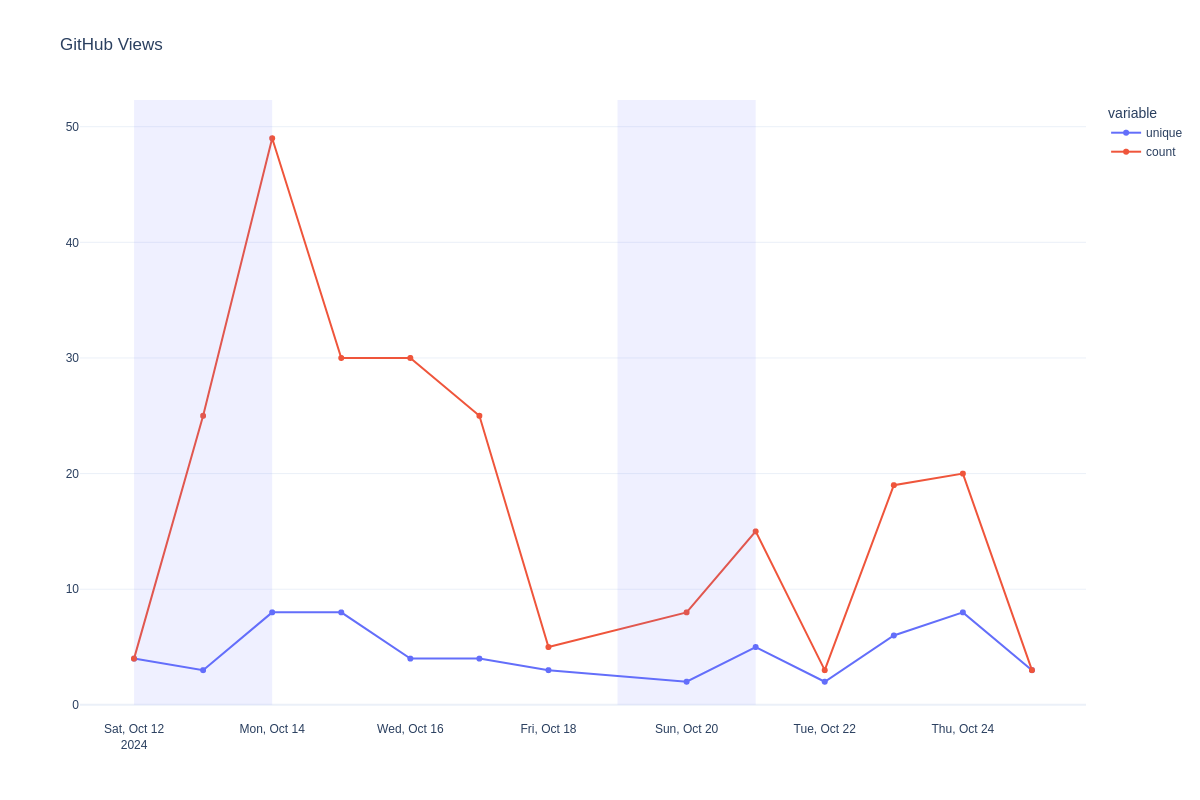 GitHub Views
variable
unique
count
50
40
30
20
10
0
Sat, Oct 12
2024
Mon, Oct 14
Wed, Oct 16
Fri, Oct 18
Sun, Oct 20
Tue, Oct 22
Thu, Oct 24